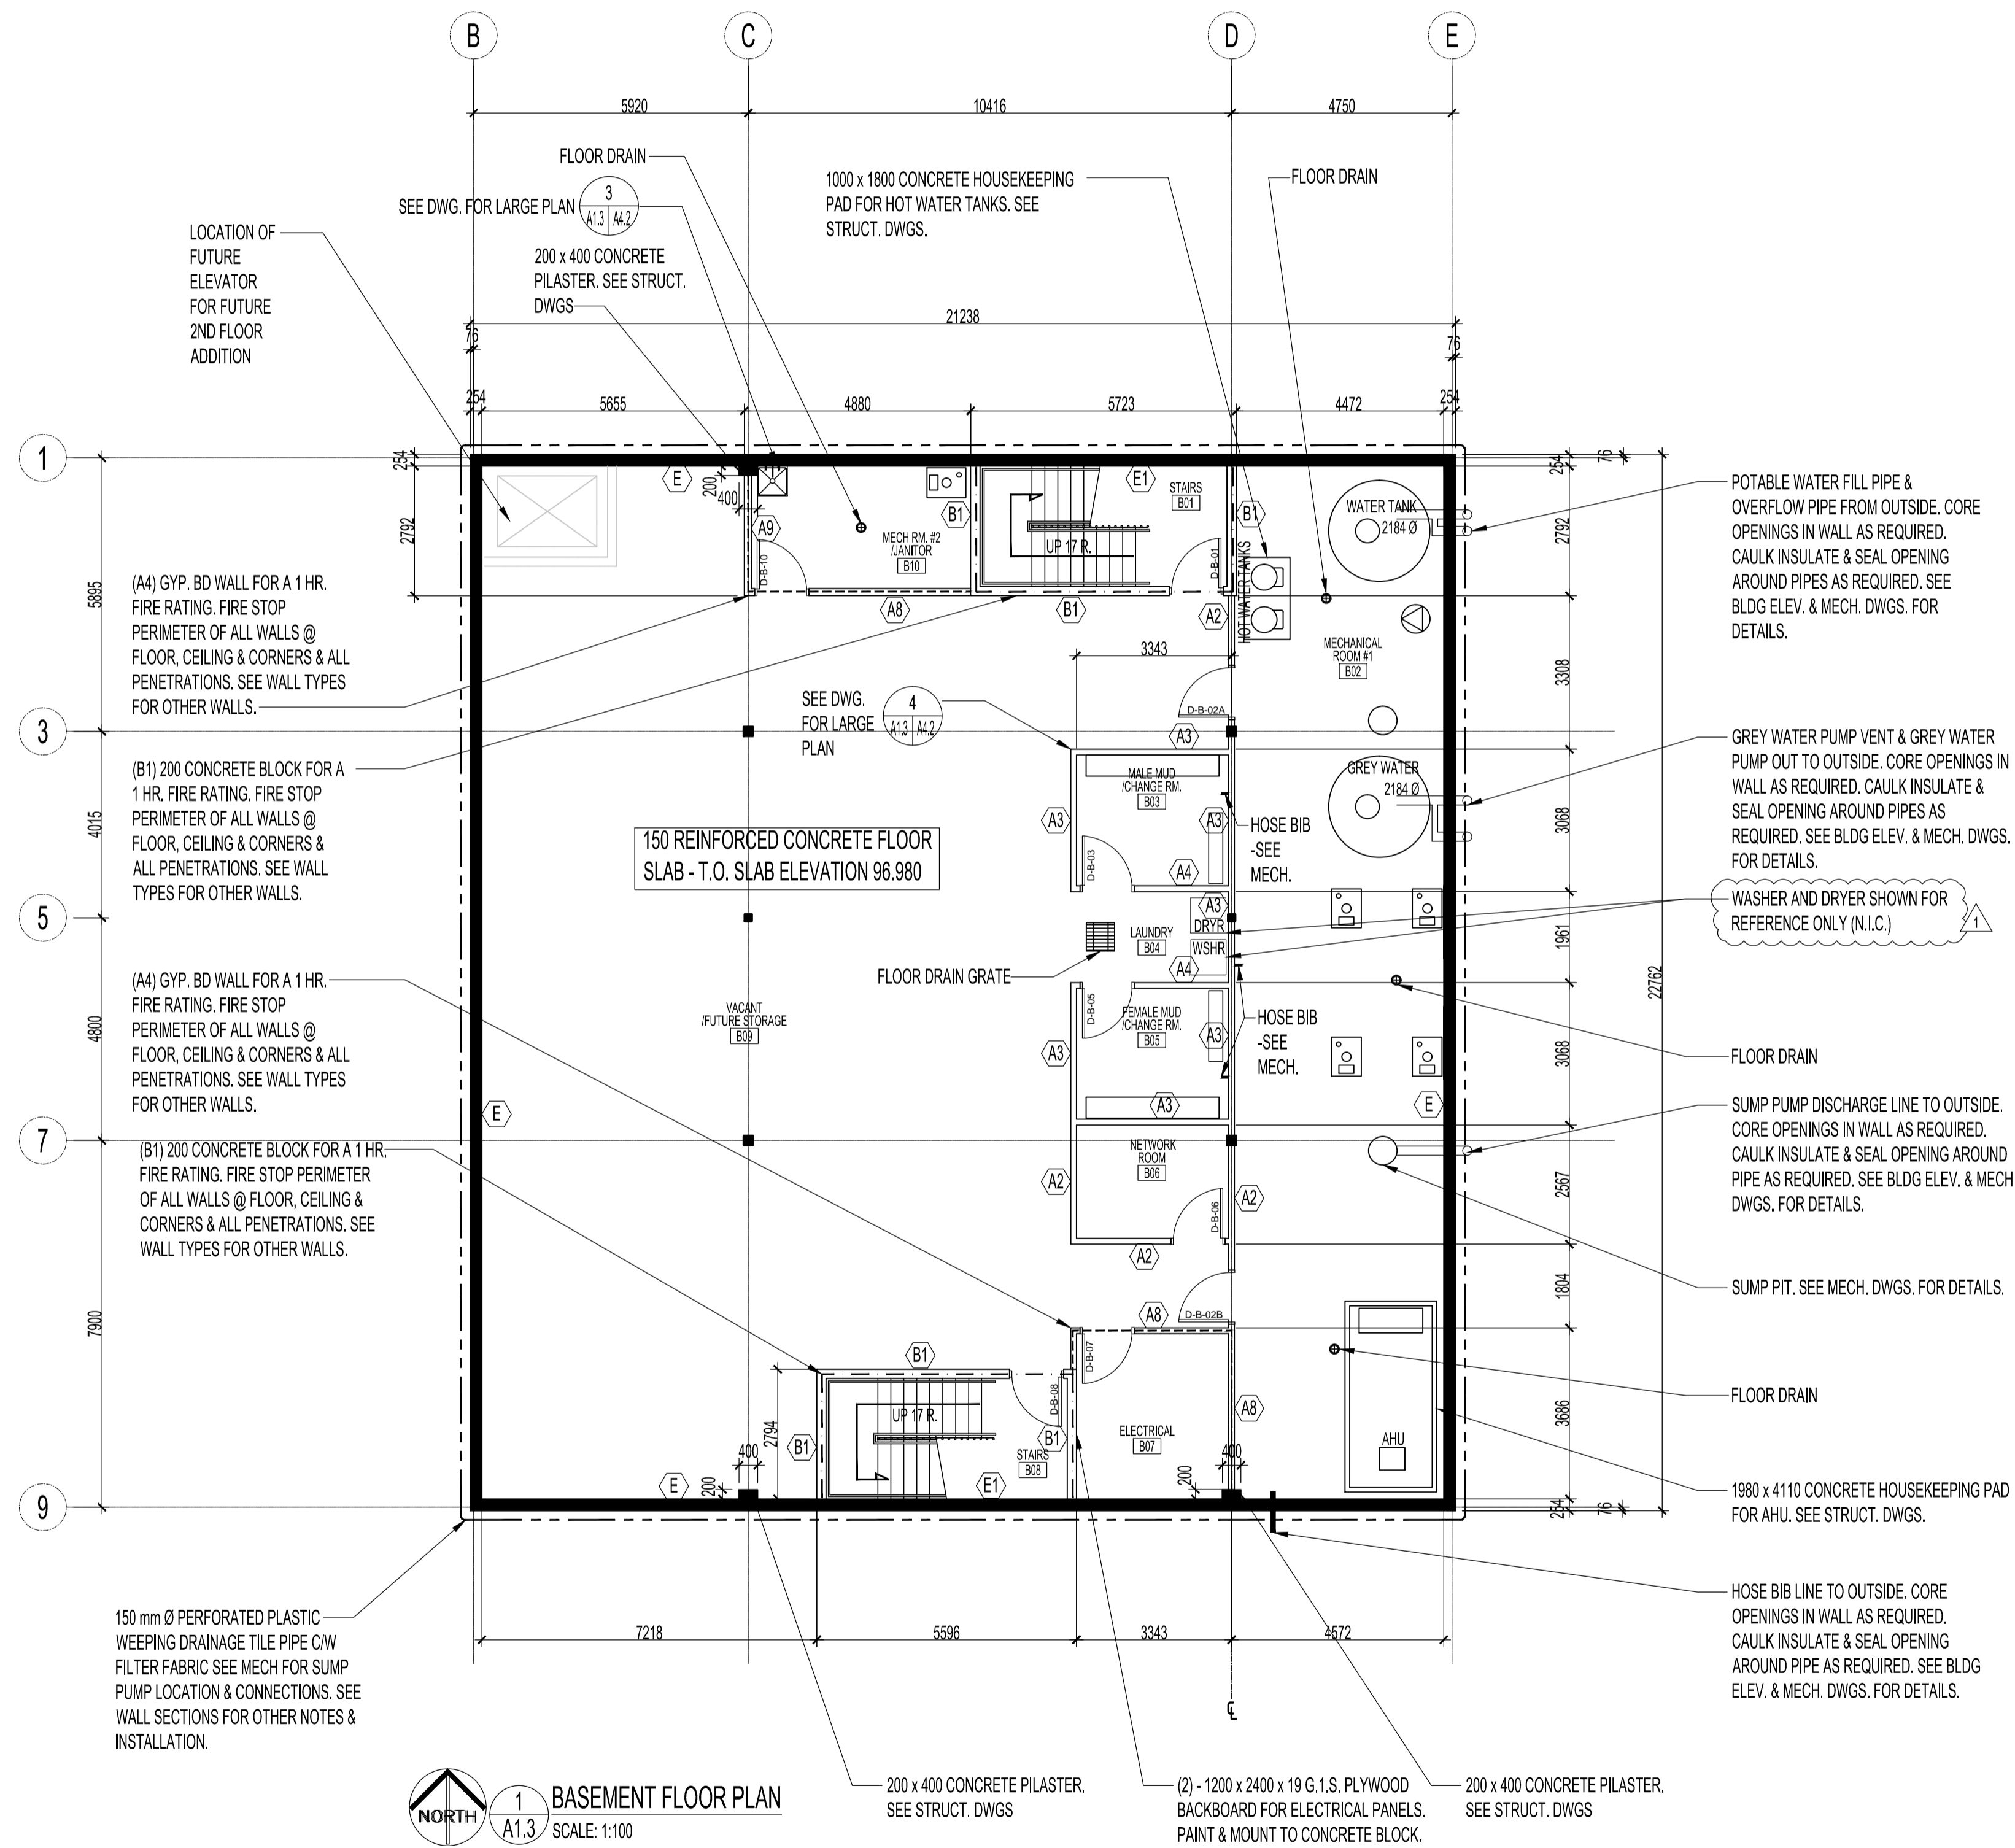 B
C
D
E
5920
10416
4750
FLOOR DRAIN
SEE DWG. FOR LARGE PLAN
3
A1.3 A4.2
1000 x 1800 CONCRETE HOUSEKEEPING
PAD FOR HOT WATER TANKS. SEE
STRUCT. DWGS.
FLOOR DRAIN
LOCATION OF
FUTURE
ELEVATOR
FOR FUTURE
2ND FLOOR
ADDITION
200 x 400 CONCRETE
PILASTER. SEE STRUCT.
DWGS
21238
76
76
254
5655
4880
5723
4472
254
1
3
5
7
9
5895
4015
4800
7900
254
2792
200
400
E
A9
D-B-10
MECH RM. #2
/JANITOR
B10
B1
A8
E1
STAIRS
B01
UP 17 R.
D-B-01
B1
B1
A2
HOT WATER TANKS
WATER TANK
2184 Ø
MECHANICAL
ROOM #1
B02
254
76
2792
3308
3068
1961
3068
2567
1804
3686
254
76
22762
(A4) GYP. BD WALL FOR A 1 HR.
FIRE RATING. FIRE STOP
PERIMETER OF ALL WALLS @
FLOOR, CEILING & CORNERS & ALL
PENETRATIONS. SEE WALL TYPES
FOR OTHER WALLS.
(B1) 200 CONCRETE BLOCK FOR A
1 HR. FIRE RATING. FIRE STOP
PERIMETER OF ALL WALLS @
FLOOR, CEILING & CORNERS &
ALL PENETRATIONS. SEE WALL
TYPES FOR OTHER WALLS.
(A4) GYP. BD WALL FOR A 1 HR.
FIRE RATING. FIRE STOP
PERIMETER OF ALL WALLS @
FLOOR, CEILING & CORNERS & ALL
PENETRATIONS. SEE WALL TYPES
FOR OTHER WALLS.
(B1) 200 CONCRETE BLOCK FOR A 1 HR.
FIRE RATING. FIRE STOP PERIMETER
OF ALL WALLS @ FLOOR, CEILING &
CORNERS & ALL PENETRATIONS. SEE
WALL TYPES FOR OTHER WALLS.
3343
SEE DWG.
FOR LARGE
PLAN
4
A1.3 A4.2
D-B-02A
A3
MALE MUD
/CHANGE RM.
B03
A3
A3
D-B-03
A4
HOSE BIB
-SEE
MECH.
GREY WATER
2184 Ø
150 REINFORCED CONCRETE FLOOR
SLAB - T.O. SLAB ELEVATION 96.980
A3
DRYR
LAUNDRY
B04
WSHR
A4
FLOOR DRAIN GRATE
VACANT
/FUTURE STORAGE
B09
D-B-05
FEMALE MUD
/CHANGE RM.
B05
A3
A3
A3
HOSE BIB
-SEE
MECH.
E
E
NETWORK
ROOM
B06
A2
A2
D-B-06
A2
A8
D-B-02B
D-B-07
B1
B1
UP 17 R.
D-B-08
B1
STAIRS
B08
E1
2794
400
200
E
ELECTRICAL
B07
A8
400
200
AHU
POTABLE WATER FILL PIPE &
OVERFLOW PIPE FROM OUTSIDE. CORE
OPENINGS IN WALL AS REQUIRED.
CAULK INSULATE & SEAL OPENING
AROUND PIPES AS REQUIRED. SEE
BLDG ELEV. & MECH. DWGS. FOR
DETAILS.
GREY WATER PUMP VENT & GREY WATER
PUMP OUT TO OUTSIDE. CORE OPENINGS IN
WALL AS REQUIRED. CAULK INSULATE &
SEAL OPENING AROUND PIPES AS
REQUIRED. SEE BLDG ELEV. & MECH. DWGS.
FOR DETAILS.
WASHER AND DRYER SHOWN FOR
REFERENCE ONLY (N.I.C.)
1
FLOOR DRAIN
SUMP PUMP DISCHARGE LINE TO OUTSIDE.
CORE OPENINGS IN WALL AS REQUIRED.
CAULK INSULATE & SEAL OPENING AROUND
PIPE AS REQUIRED. SEE BLDG ELEV. & MECH
DWGS. FOR DETAILS.
SUMP PIT. SEE MECH. DWGS. FOR DETAILS.
FLOOR DRAIN
1980 x 4110 CONCRETE HOUSEKEEPING PAD
FOR AHU. SEE STRUCT. DWGS.
HOSE BIB LINE TO OUTSIDE. CORE
OPENINGS IN WALL AS REQUIRED.
CAULK INSULATE & SEAL OPENING
AROUND PIPE AS REQUIRED. SEE BLDG
ELEV. & MECH. DWGS. FOR DETAILS.
7218
5596
3343
4572
150 mm Ø PERFORATED PLASTIC
WEEPING DRAINAGE TILE PIPE C/W
FILTER FABRIC SEE MECH FOR SUMP
PUMP LOCATION & CONNECTIONS. SEE
WALL SECTIONS FOR OTHER NOTES &
INSTALLATION.
℄
NORTH
1
A1.3
BASEMENT FLOOR PLAN
SCALE: 1:100
200 x 400 CONCRETE PILASTER.
SEE STRUCT. DWGS
(2) - 1200 x 2400 x 19 G.1.S. PLYWOOD
BACKBOARD FOR ELECTRICAL PANELS.
PAINT & MOUNT TO CONCRETE BLOCK.
200 x 400 CONCRETE PILASTER.
SEE STRUCT. DWGS